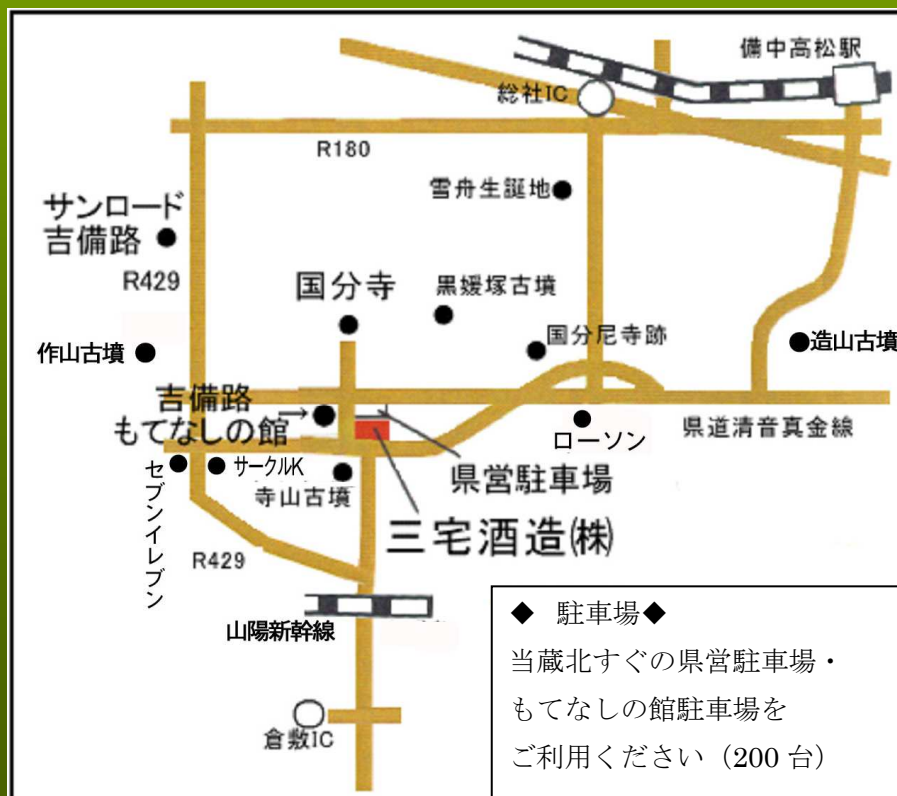 備中高松駅
総社IC
R180
雪舟生誕地
サンロード
吉備路
R429
国分寺
黒媛塚古墳
国分尼寺跡
作山古墳
造山古墳
吉備路
もてなしの館
→
ローソン
県道清音真金線
セブンイレブン
サークルK
寺山古墳
県営駐車場
三宅酒造㈱
R429
山陽新幹線
倉敷IC
◆ 駐車場◆
当蔵北すぐの県営駐車場・
もてなしの館駐車場を
ご利用ください（200 台）